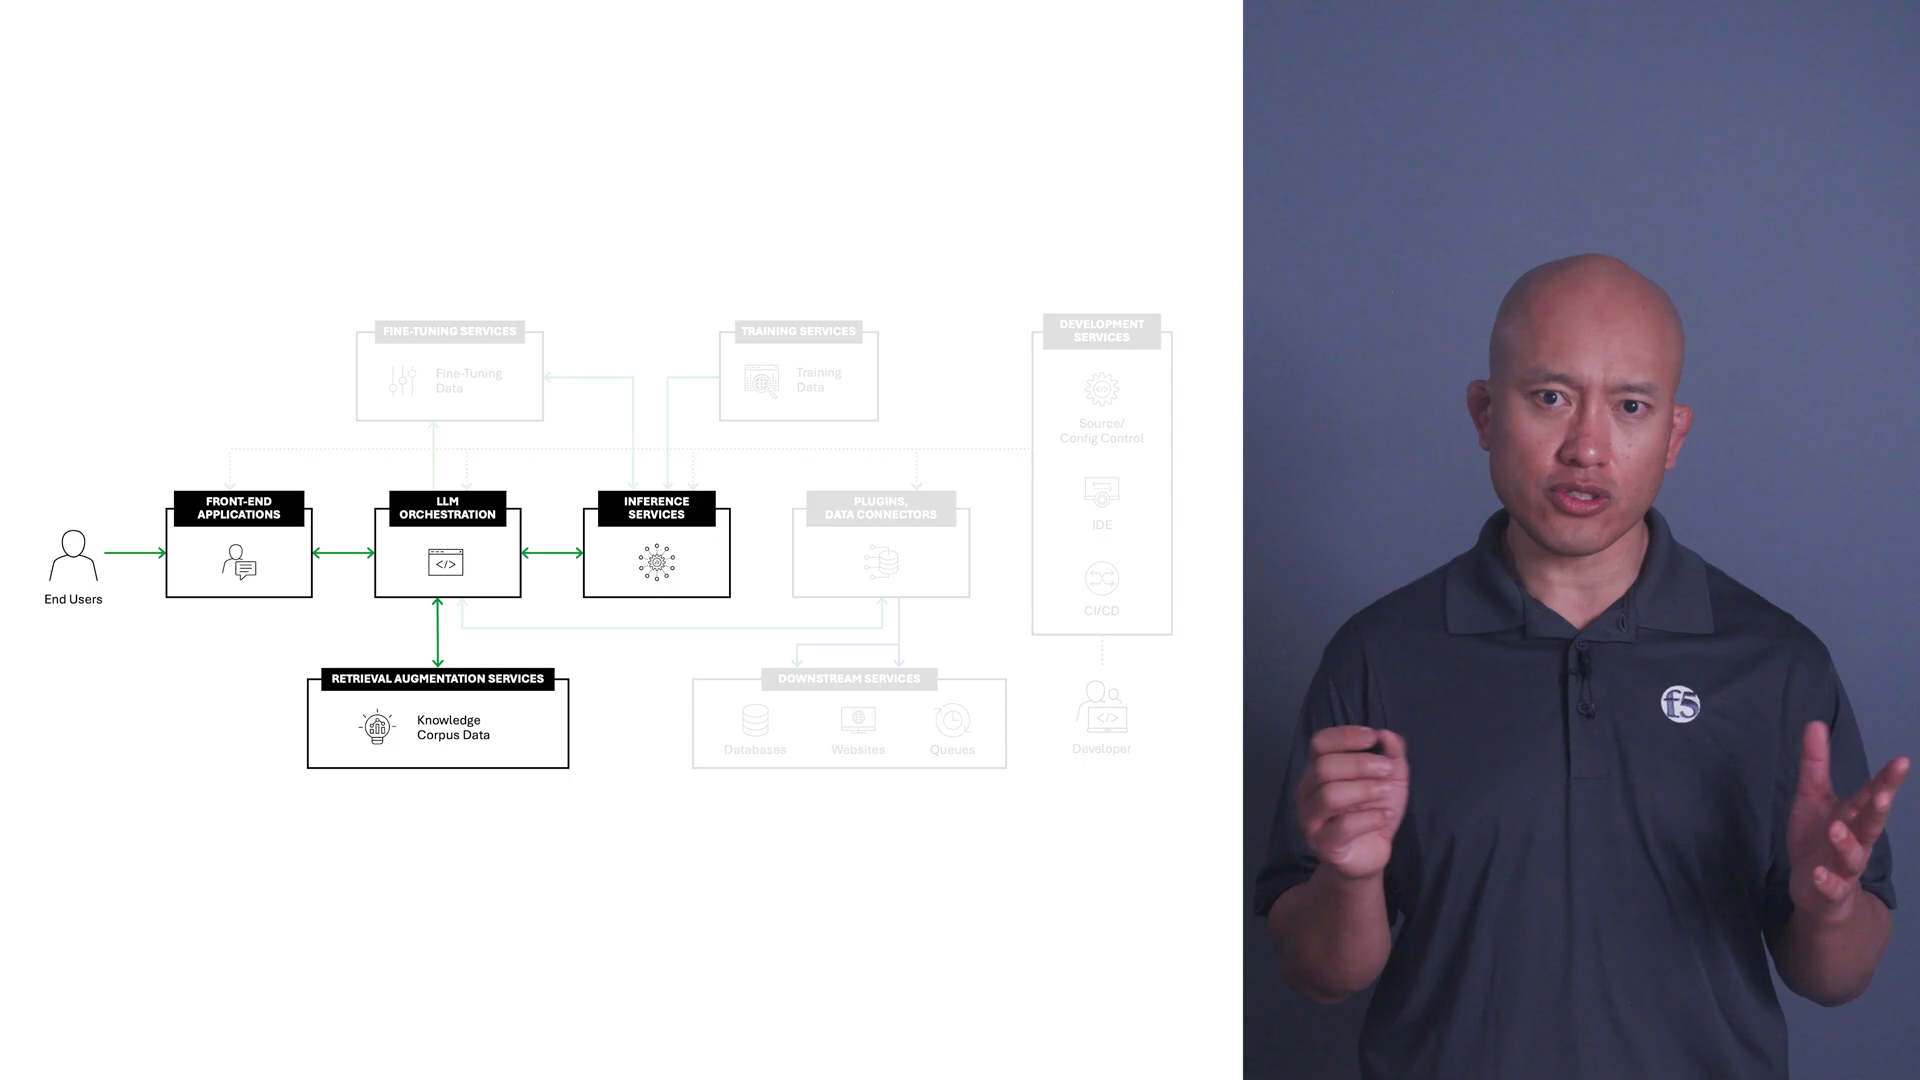 FINE-TUNING SERVICES
Fine-Tuning
Data
TRAINING SERVICES
Training
Data
DEVELOPMENT
SERVICES
Source/
Config Control
IDE
CI/CD
Developer
End Users
FRONT-END
APPLICATIONS
LLM
ORCHESTRATION
</>
INFERENCE
SERVICES
PLUGINS,
DATA CONNECTORS
RETRIEVAL AUGMENTATION SERVICES
Knowledge
Corpus Data
DOWNSTREAM SERVICES
Databases
Websites
Queues
f5